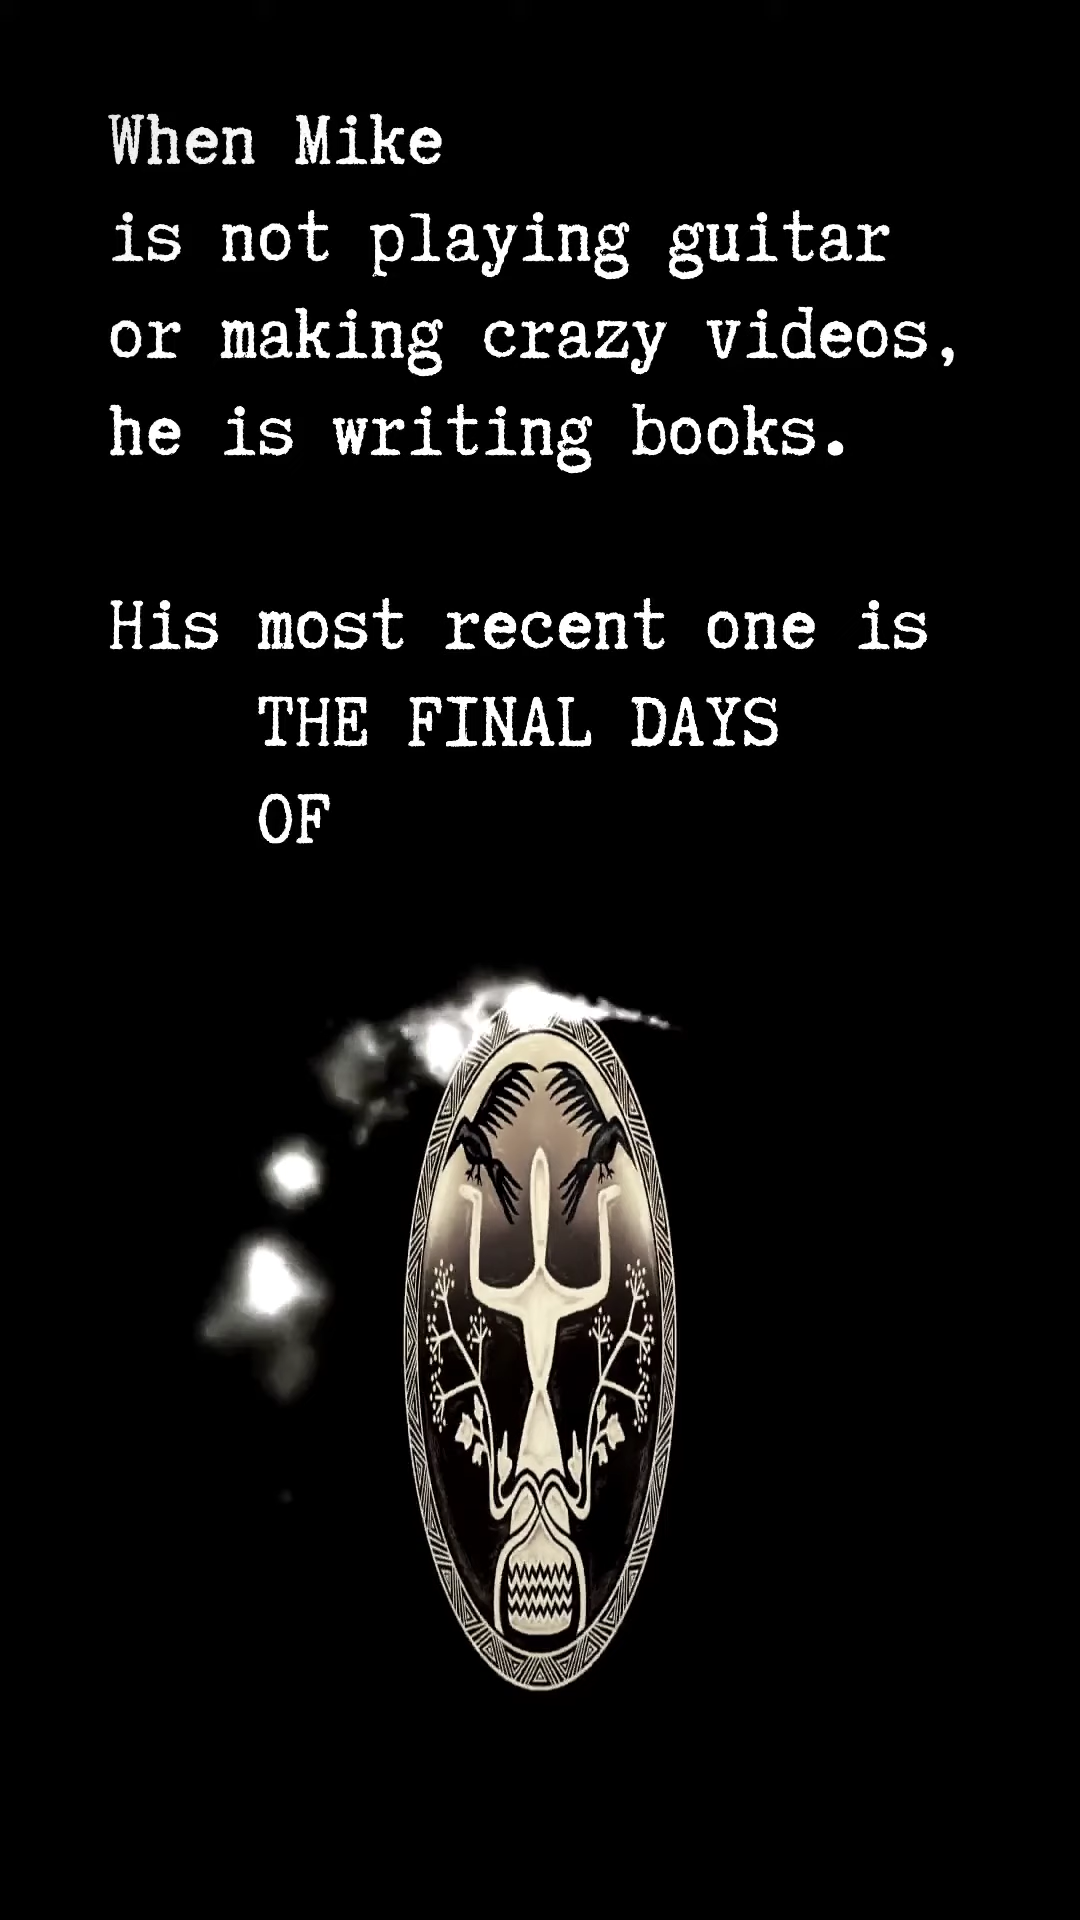 When Mike
is not playing guitar
or making crazy videos,
he is writing books.
His most recent one is
THE FINAL DAYS
OF